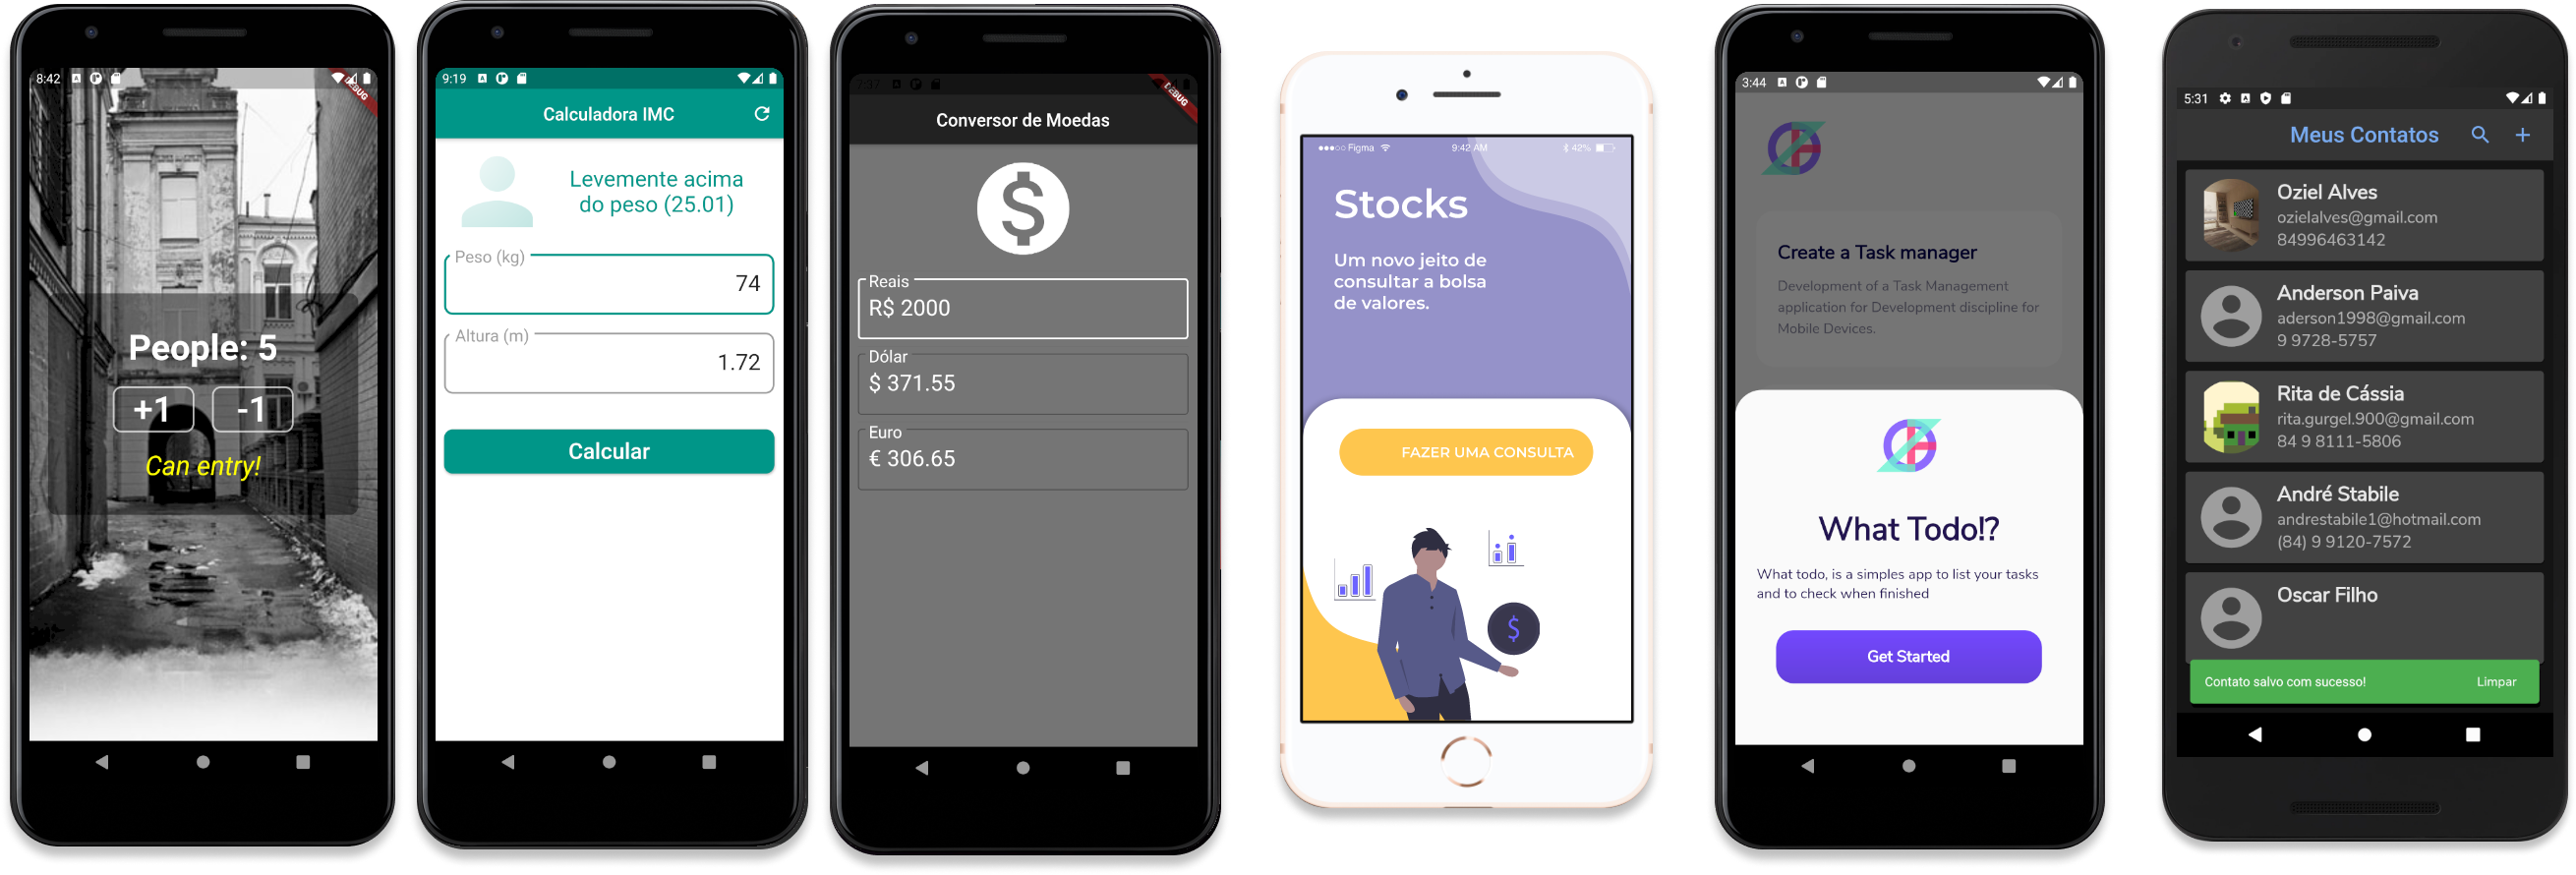 8:42
DEBUG
People: 5
+1
-1
Can entry!
9:19
Calculadora IMC
Levemente acima
do peso (25.01)
Peso (kg)
74
Altura (m)
1.72
Calcular
7:37
DEBUG
Conversor de Moedas
$
Reais
R$ 2000
Dólar
$ 371.55
Euro
€ 306.65
Figma
9:42 AM
42%
Stocks
Um novo jeito de
consultar a bolsa
de valores.
FAZER UMA CONSULTA
$
3:44
Create a Task manager
Development of a Task Management
application for Development discipline for
Mobile Devices.
What Todo!?
What todo, is a simples app to list your tasks
and to check when finished
Get Started
5:31
Meus Contatos
Oziel Alves
ozielalves@gmail.com
84996463142
Anderson Paiva
aderson1998@gmail.com
9 9728-5757
Rita de Cássia
rita.gurgel.900@gmail.com
84 9 8111-5806
André Stabile
andrestabile1@hotmail.com
(84) 9 9120-7572
Oscar Filho
Contato salvo com sucesso!
Limpar